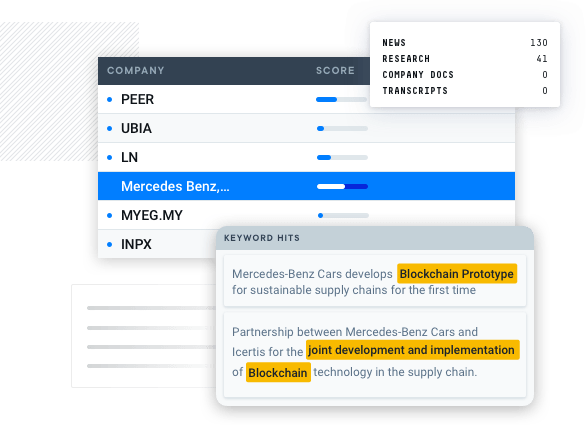 NEWS 130
RESEARCH 41
COMPANY DOCS 0
TRANSCRIPTS 0
COMPANY SCORE
PEER
UBIA
LN
Mercedes Benz,...
MYEG.MY
INPX
KEYWORD HITS
Mercedes-Benz Cars develops Blockchain Prototype
for sustainable supply chains for the first time
Partnership between Mercedes-Benz Cars and
Icertis for the joint development and implementation
of Blockchain technology in the supply chain.